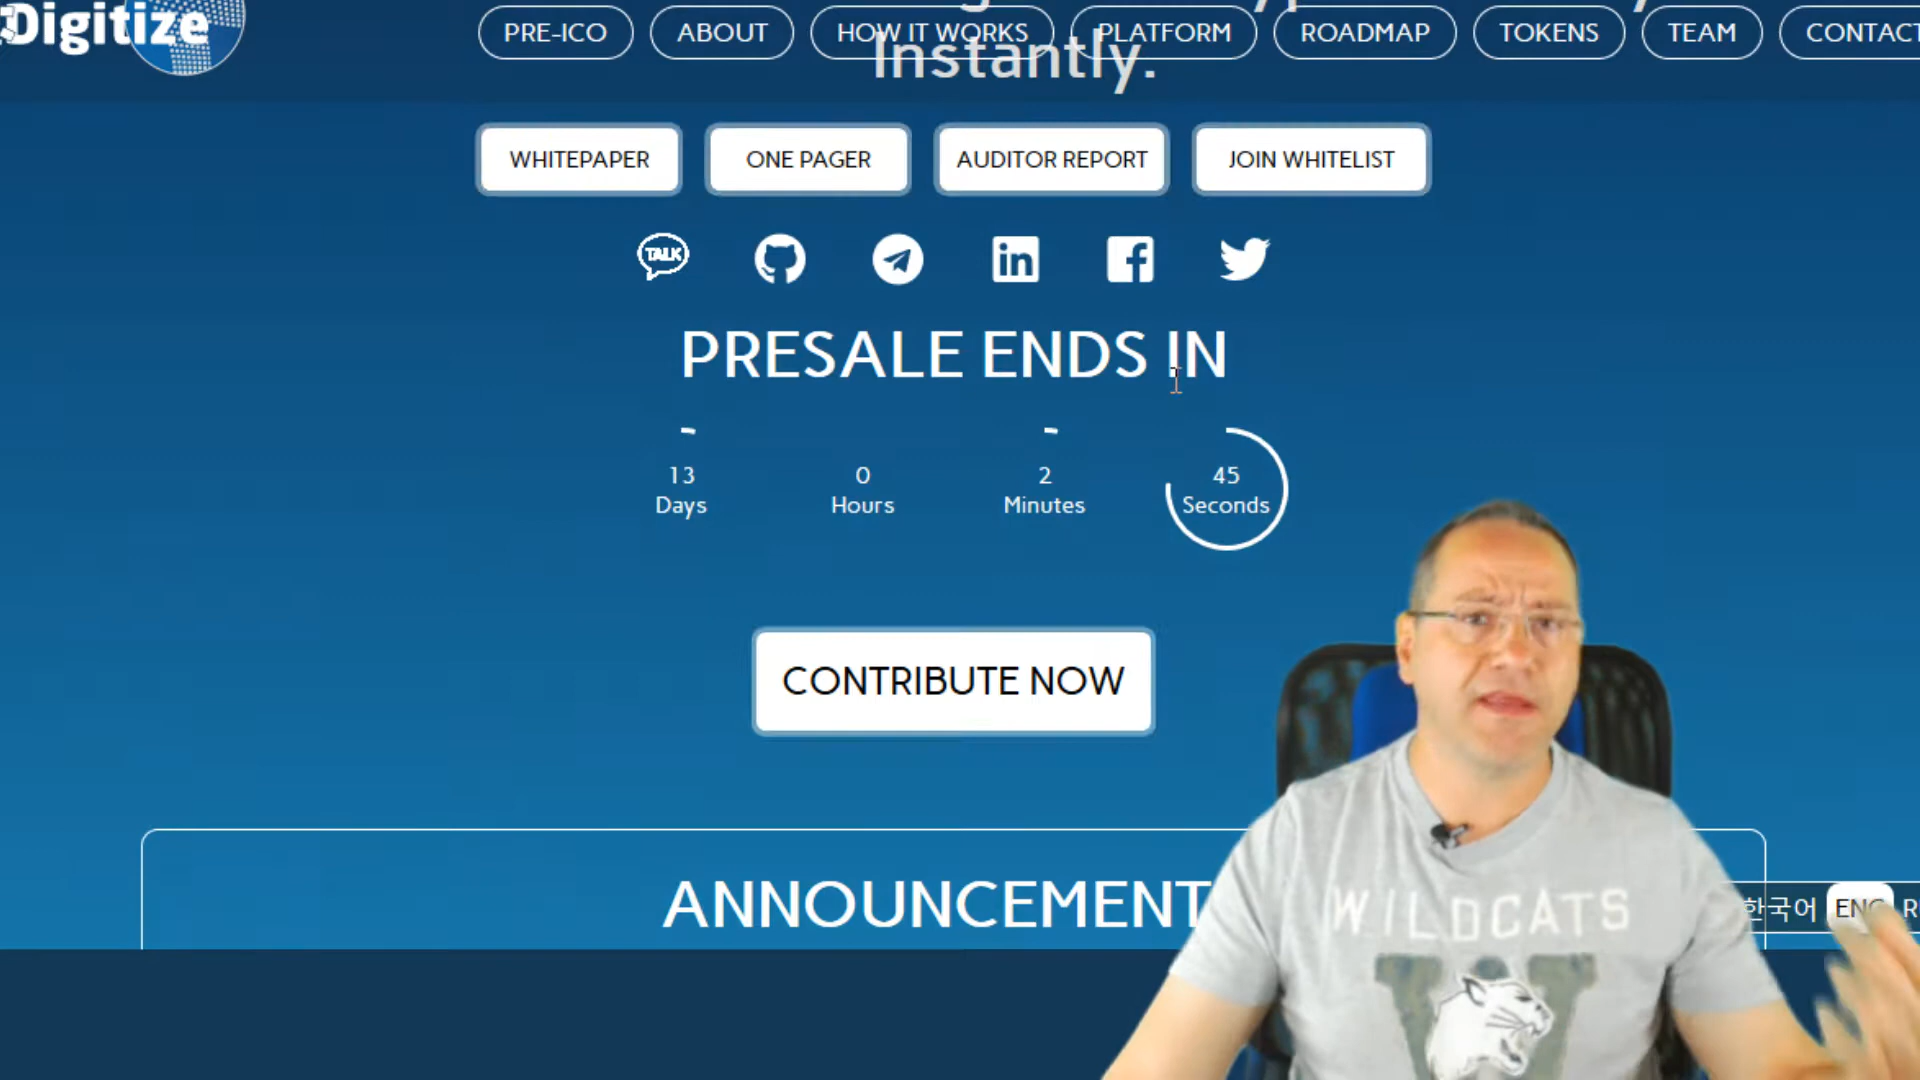 Digitize
PRE-ICO
ABOUT
HOW IT WORKS
PLATFORM
ROADMAP
TOKENS
TEAM
CONTACT
Instantly.
WHITEPAPER
ONE PAGER
AUDITOR REPORT
JOIN WHITELIST
TALK
PRESALE ENDS IN
13
Days
0
Hours
2
Minutes
45
Seconds
CONTRIBUTE NOW
ANNOUNCEMENT
한국어
ENG
WILDCATS